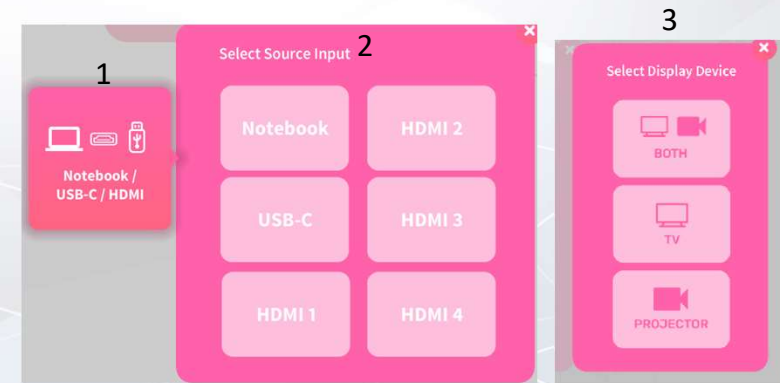 1
Notebook /
USB-C / HDMI
2
Select Source Input
Notebook
HDMI 2
USB-C
HDMI 3
HDMI 1
HDMI 4
3
Select Display Device
BOTH
TV
PROJECTOR